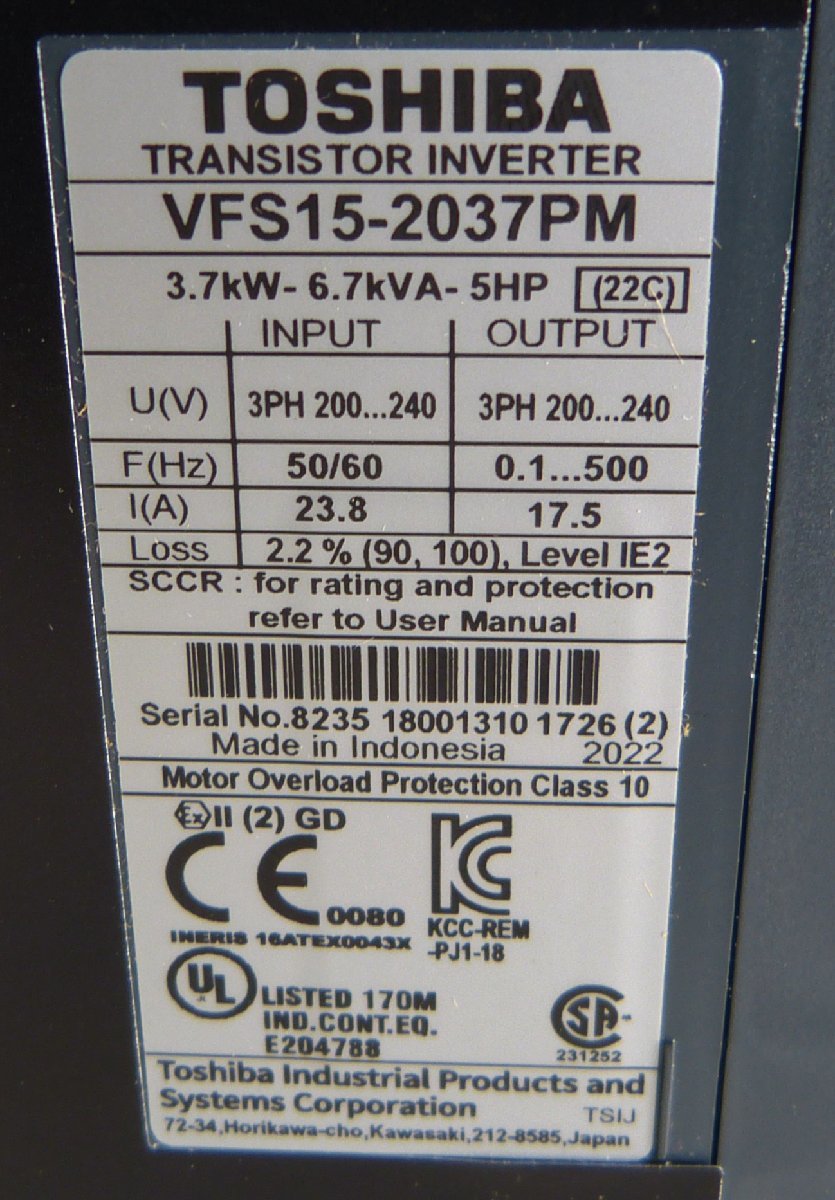 TOSHIBA
TRANSISTOR INVERTER
VFS15-2037PM
3.7kW- 6.7kVA- 5HP (22C)
INPUT OUTPUT
U(V) 3PH 200...240 3PH 200...240
F(Hz) 50/60 0.1...500
I(A) 23.8 17.5
Loss 2.2 % (90, 100), Level IE2
SCCR : for rating and protection
refer to User Manual
Serial No.8235 18001310 1726 (2)
Made in Indonesia 2022
Motor Overload Protection Class 10
Ex II (2) GD
CE 0080
KC
INERIS 16ATEX0043X
KCC-REM
-PJ1-18
UL LISTED 170M
IND.CONT.EQ.
E204788
SA
231252
Toshiba Industrial Products and
Systems Corporation TSIJ
72-34,Horikawa-cho,Kawasaki,212-8585,Japan